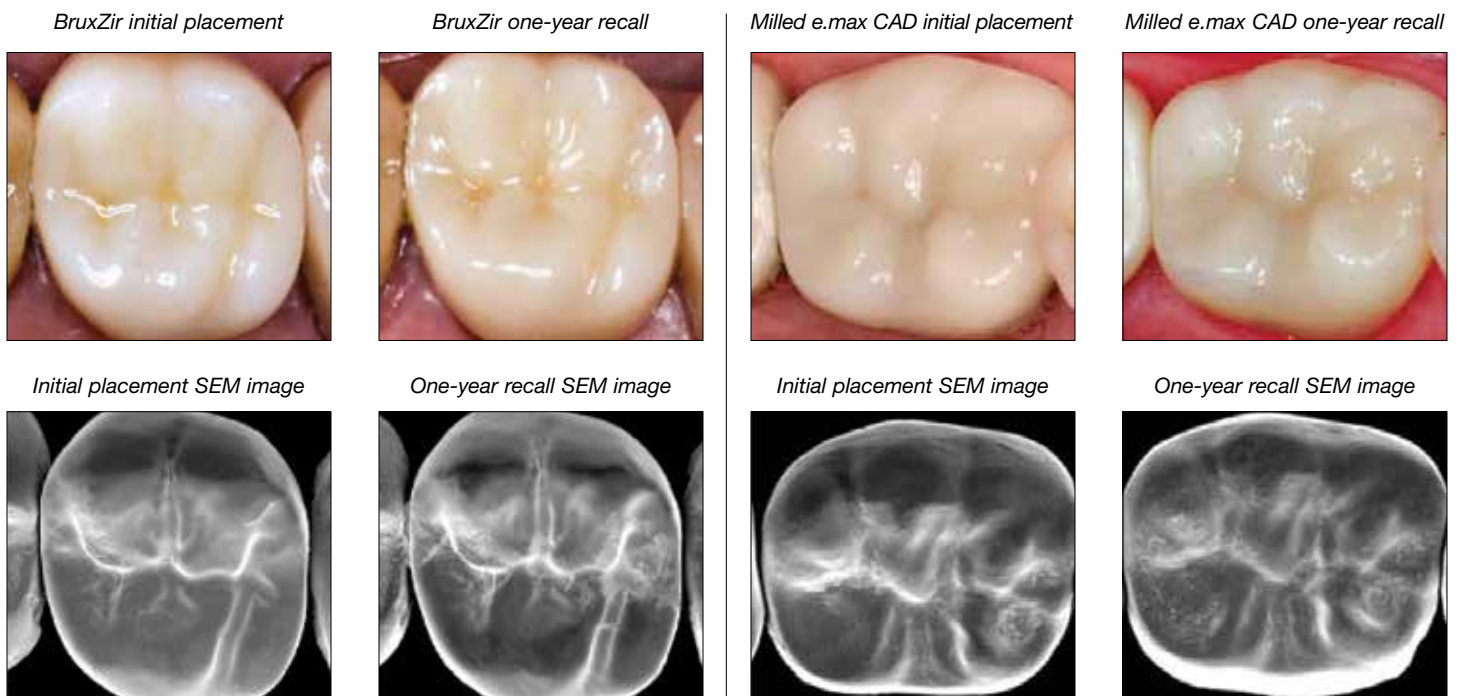 BruxZir initial placement
BruxZir one-year recall
Milled e.max CAD initial placement
Milled e.max CAD one-year recall
Initial placement SEM image
One-year recall SEM image
Initial placement SEM image
One-year recall SEM image